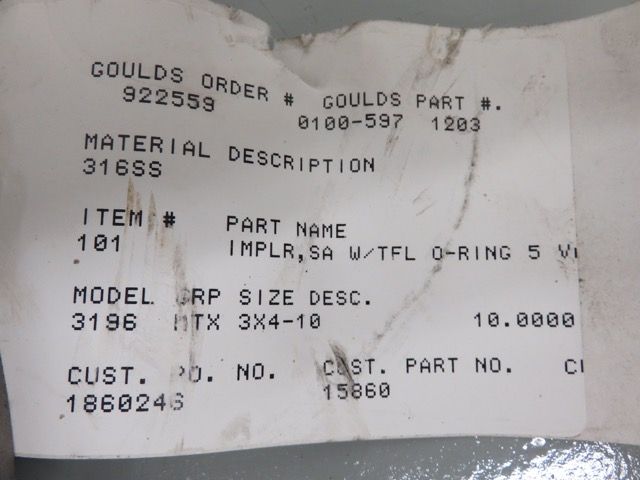 GOULDS ORDER # GOULDS PART #.
922559 0100-597 1203
MATERIAL DESCRIPTION
316SS
ITEM # PART NAME
101 IMPLR,SA W/TFL O-RING 5
MODEL GRP SIZE DESC.
3196 MTX 3X4-10 10.0000
CUST. PO. NO. CUST. PART NO.
1860246 15860